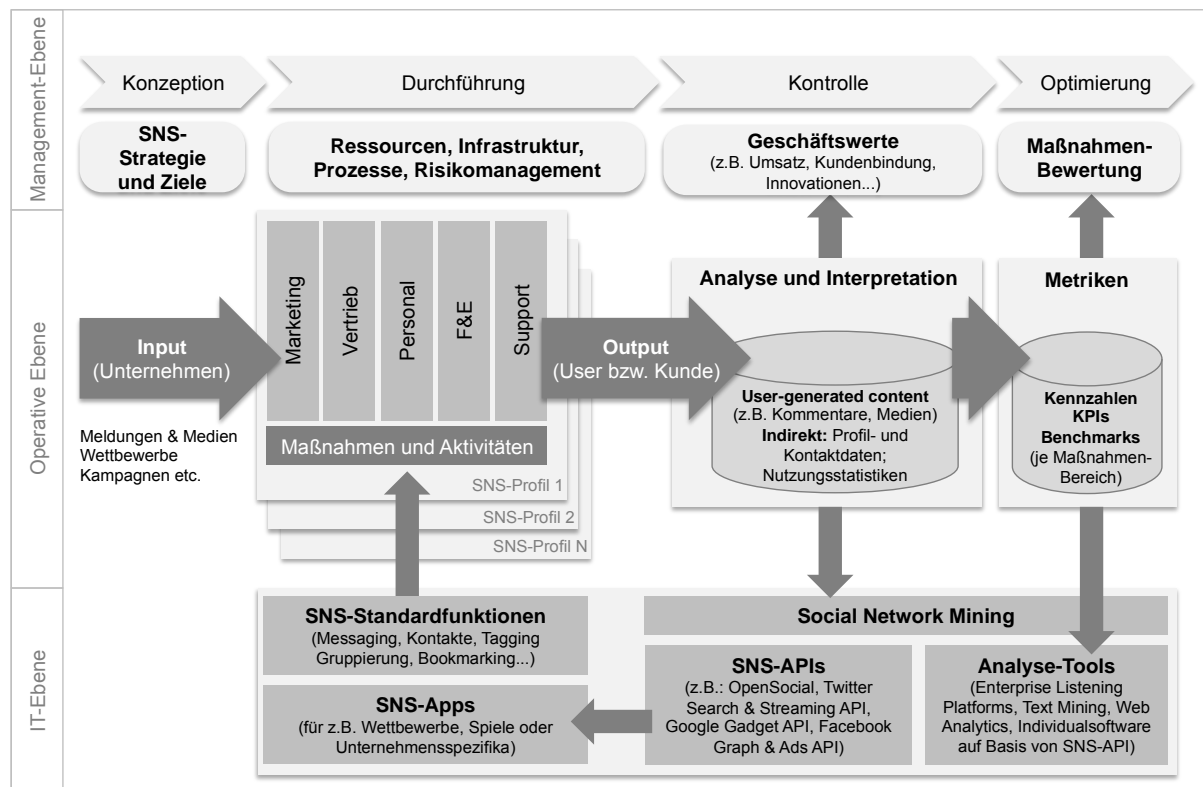 Management-Ebene
Konzeption
Durchführung
Kontrolle
Optimierung
SNS-
Strategie
und Ziele
Ressourcen, Infrastruktur,
Prozesse, Risikomanagement
Geschäftswerte
(z.B. Umsatz, Kundenbindung,
Innovationen...)
Maßnahmen-
Bewertung
Operative Ebene
Input
(Unternehmen)
Meldungen & Medien
Wettbewerbe
Kampagnen etc.
Marketing
Vertrieb
Personal
F&E
Support
Maßnahmen und Aktivitäten
SNS-Profil 1
SNS-Profil 2
SNS-Profil N
Output
(User bzw. Kunde)
Analyse und Interpretation
User-generated content
(z.B. Kommentare, Medien)
Indirekt: Profil- und
Kontaktdaten;
Nutzungsstatistiken
Metriken
Kennzahlen
KPIs
Benchmarks
(je Maßnahmen-
Bereich)
IT-Ebene
SNS-Standardfunktionen
(Messaging, Kontakte, Tagging
Gruppierung, Bookmarking...)
SNS-Apps
(für z.B. Wettbewerbe, Spiele oder
Unternehmensspezifika)
Social Network Mining
SNS-APIs
(z.B.: OpenSocial, Twitter
Search & Streaming API,
Google Gadget API, Facebook
Graph & Ads API)
Analyse-Tools
(Enterprise Listening
Platforms, Text Mining, Web
Analytics, Individualsoftware
auf Basis von SNS-API)